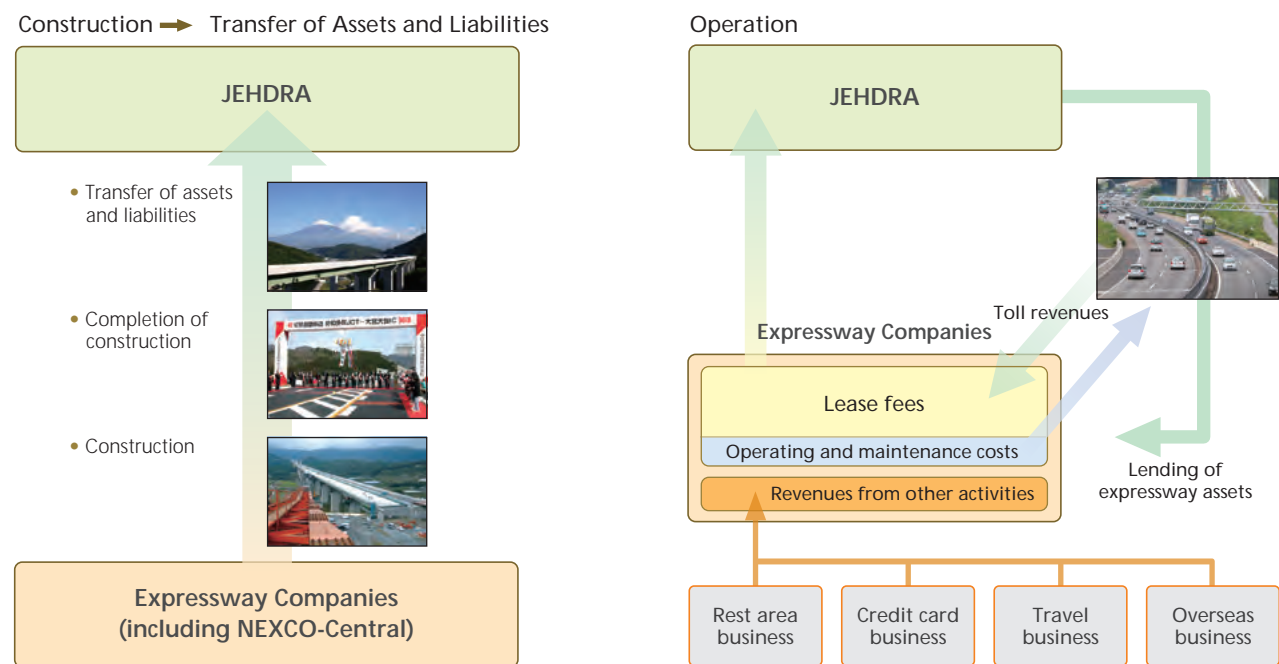 Construction → Transfer of Assets and Liabilities
JEHDRA
• Transfer of assets
and liabilities
• Completion of
construction
• Construction
Expressway Companies
(including NEXCO-Central)
Operation
JEHDRA
Toll revenues
Expressway Companies
Lease fees
Operating and maintenance costs
Revenues from other activities
Lending of
expressway assets
Rest area
business
Credit card
business
Travel
business
Overseas
business